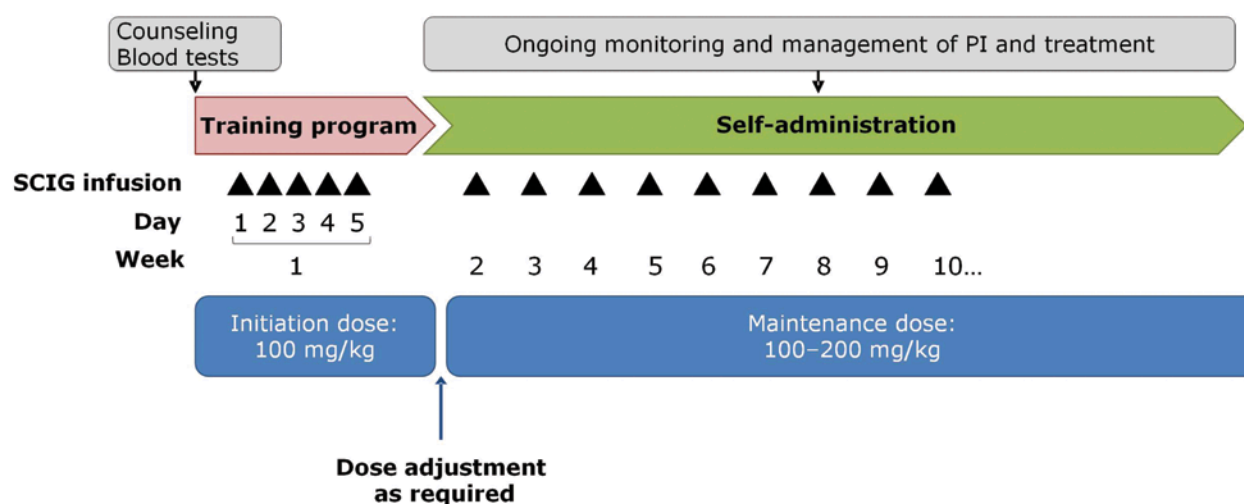 Counseling
Blood tests
Ongoing monitoring and management of PI and treatment
Training program
Self-administration
SCIG infusion
Day
1 2 3 4 5
Week
1
2 3 4 5 6 7 8 9 10...
Initiation dose:
100 mg/kg
Maintenance dose:
100–200 mg/kg
Dose adjustment
as required